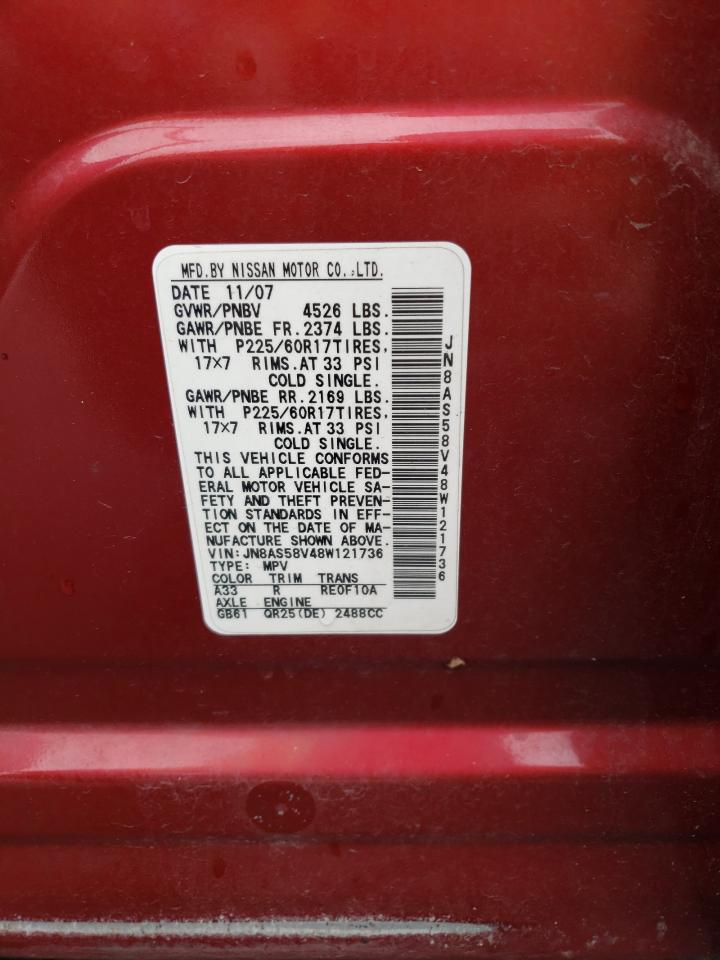 MFD.BY NISSAN MOTOR CO.,LTD.
DATE 11/07
GVWR/PNBV 4526 LBS.
GAWR/PNBE FR.2374 LBS.
WITH P225/60R17TIRES,
17×7 RIMS.AT 33 PSI
COLD SINGLE.
GAWR/PNBE RR.2169 LBS.
WITH P225/60R17TIRES,
17×7 RIMS.AT 33 PSI
COLD SINGLE.
THIS VEHICLE CONFORMS
TO ALL APPLICABLE FED-
ERAL MOTOR VEHICLE SA-
FETY AND THEFT PREVEN-
TION STANDARDS IN EFF-
ECT ON THE DATE OF MA-
NUFACTURE SHOWN ABOVE.
VIN:JN8AS58V48W121736
TYPE: MPV
COLOR TRIM TRANS
A33 R RE0F10A
AXLE ENGINE
GB61 QR25(DE) 2488CC
JN8AS58V48W121736